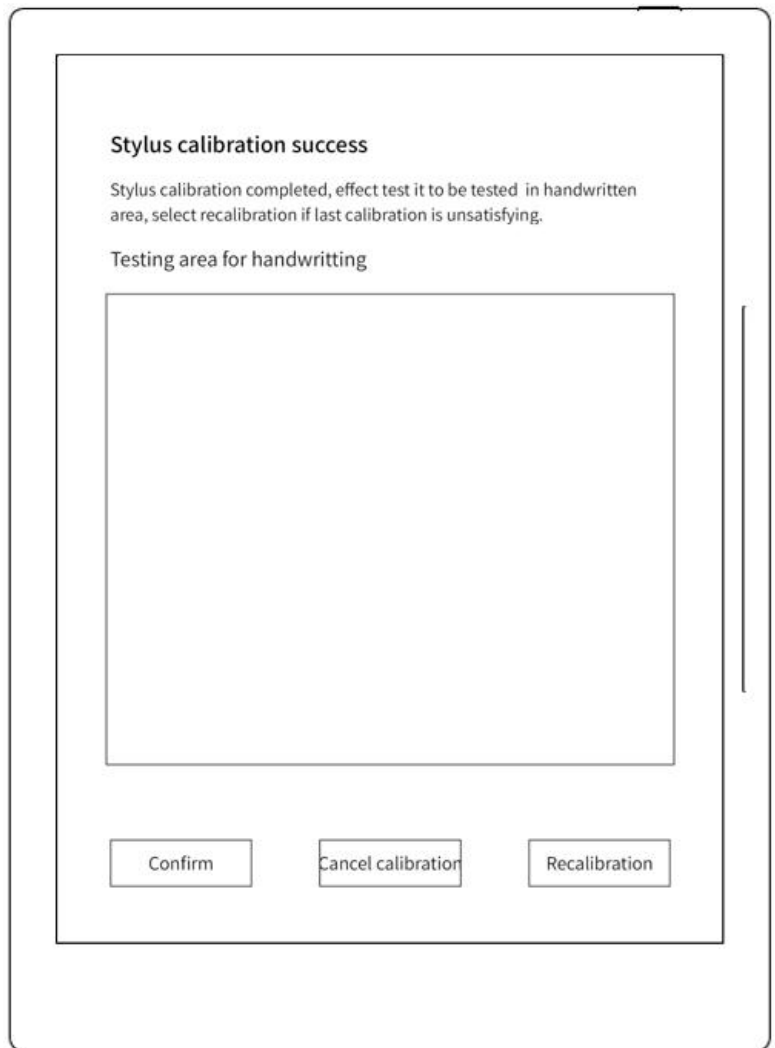 Stylus calibration success
Stylus calibration completed, effect test it to be tested  in handwritten
area, select recalibration if last calibration is unsatisfying.
Testing area for handwritting
Confirm
Cancel calibration
Recalibration